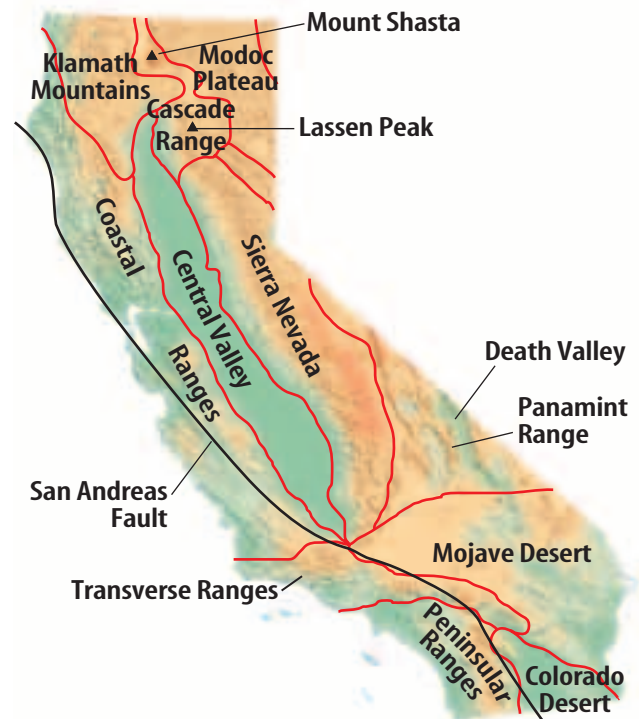 Mount Shasta
Klamath
Mountains
Modoc
Plateau
Cascade
Range
Lassen Peak
Coastal
Ranges
Central Valley
Sierra Nevada
Death Valley
Panamint
Range
San Andreas
Fault
Mojave Desert
Transverse Ranges
Peninsular
Ranges
Colorado
Desert